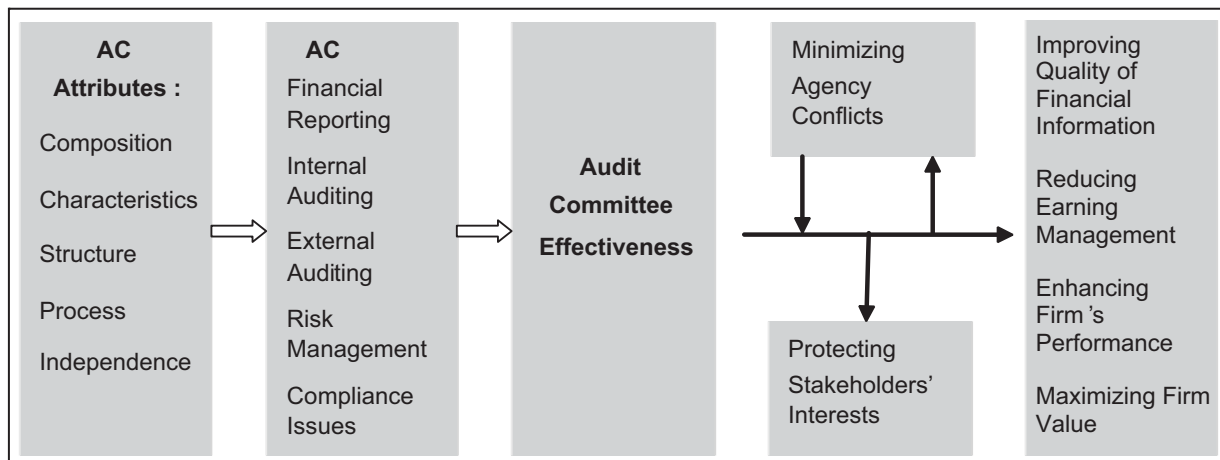 AC
Attributes :
Composition
Characteristics
Structure
Process
Independence
AC
Financial
Reporting
Internal
Auditing
External
Auditing
Risk
Management
Compliance
Issues
Audit
Committee
Effectiveness
Minimizing
Agency
Conflicts
Protecting
Stakeholders’
Interests
Improving
Quality of
Financial
Information
Reducing
Earning
Management
Enhancing
Firm ’s
Performance
Maximizing Firm
Value